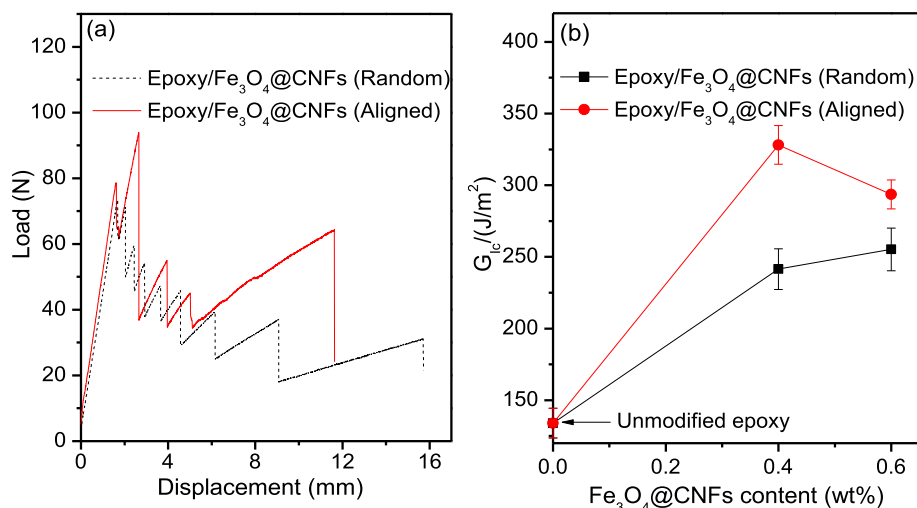 (a)
Epoxy/Fe₃O₄@CNFs (Random)
Epoxy/Fe₃O₄@CNFs (Aligned)
120
100
80
60
40
20
0
Load (N)
0 4 8 12 16
Displacement (mm)
(b)
Epoxy/Fe₃O₄@CNFs (Random)
Epoxy/Fe₃O₄@CNFs (Aligned)
400
350
300
250
200
150
G_Ic/(J/m²)
Unmodified epoxy
0.0 0.2 0.4 0.6
Fe₃O₄@CNFs content (wt%)